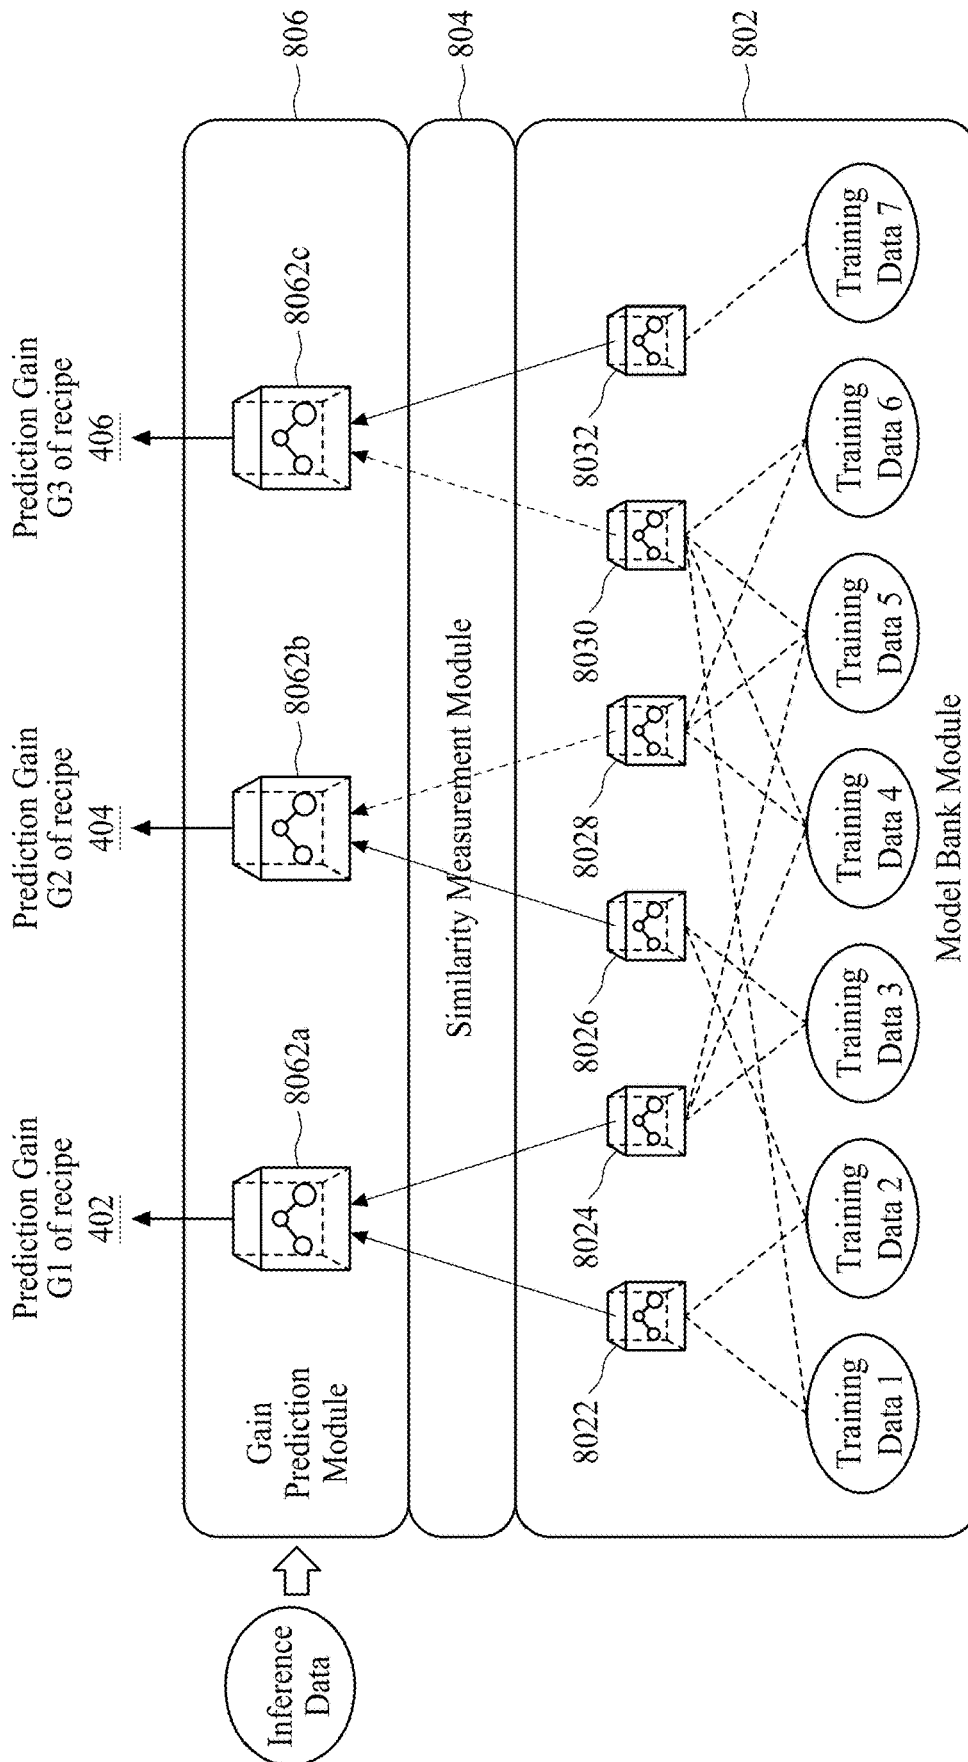 Prediction Gain
G1 of recipe
402
Prediction Gain
G2 of recipe
404
Prediction Gain
G3 of recipe
406
Inference
Data
Gain
Prediction
Module
8062a
8062b
8062c
806
Similarity Measurement Module
804
8022
8024
8026
8028
8030
8032
802
Training
Data 1
Training
Data 2
Training
Data 3
Training
Data 4
Training
Data 5
Training
Data 6
Training
Data 7
Model Bank Module